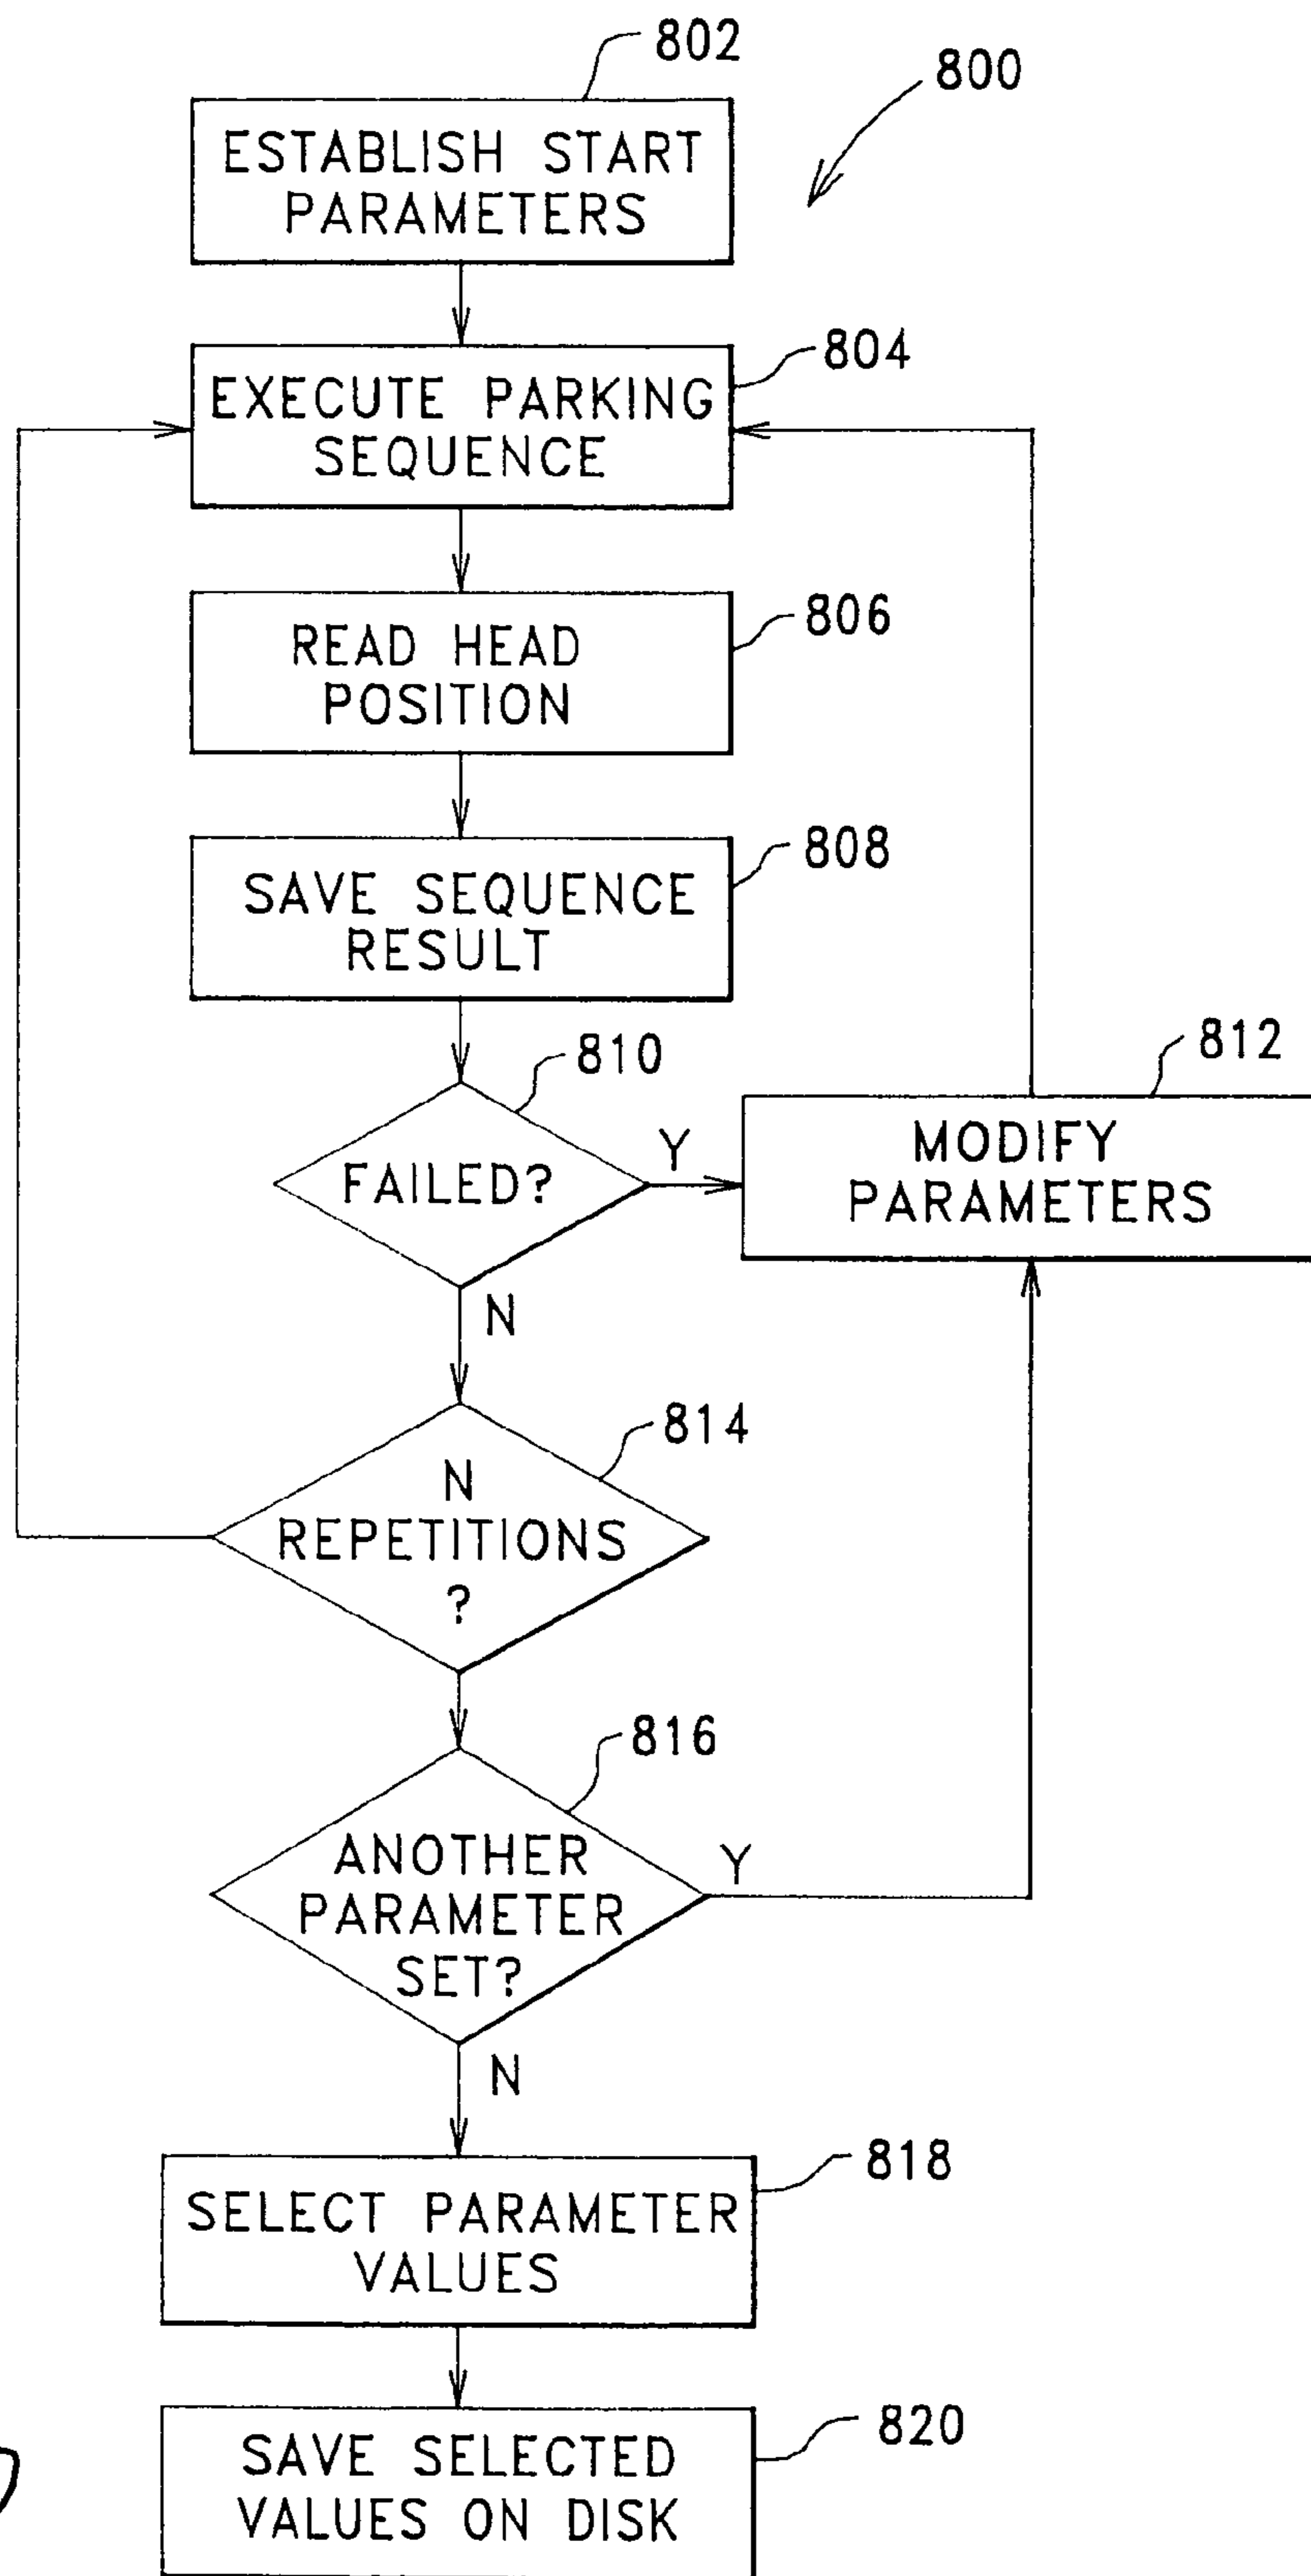 802
800
ESTABLISH START
PARAMETERS
804
EXECUTE PARKING
SEQUENCE
806
READ HEAD
POSITION
808
SAVE SEQUENCE
RESULT
810
FAILED?
Y
812
MODIFY
PARAMETERS
N
814
N
REPETITIONS
?
816
ANOTHER
PARAMETER
SET?
Y
N
818
SELECT PARAMETER
VALUES
820
SAVE SELECTED
VALUES ON DISK